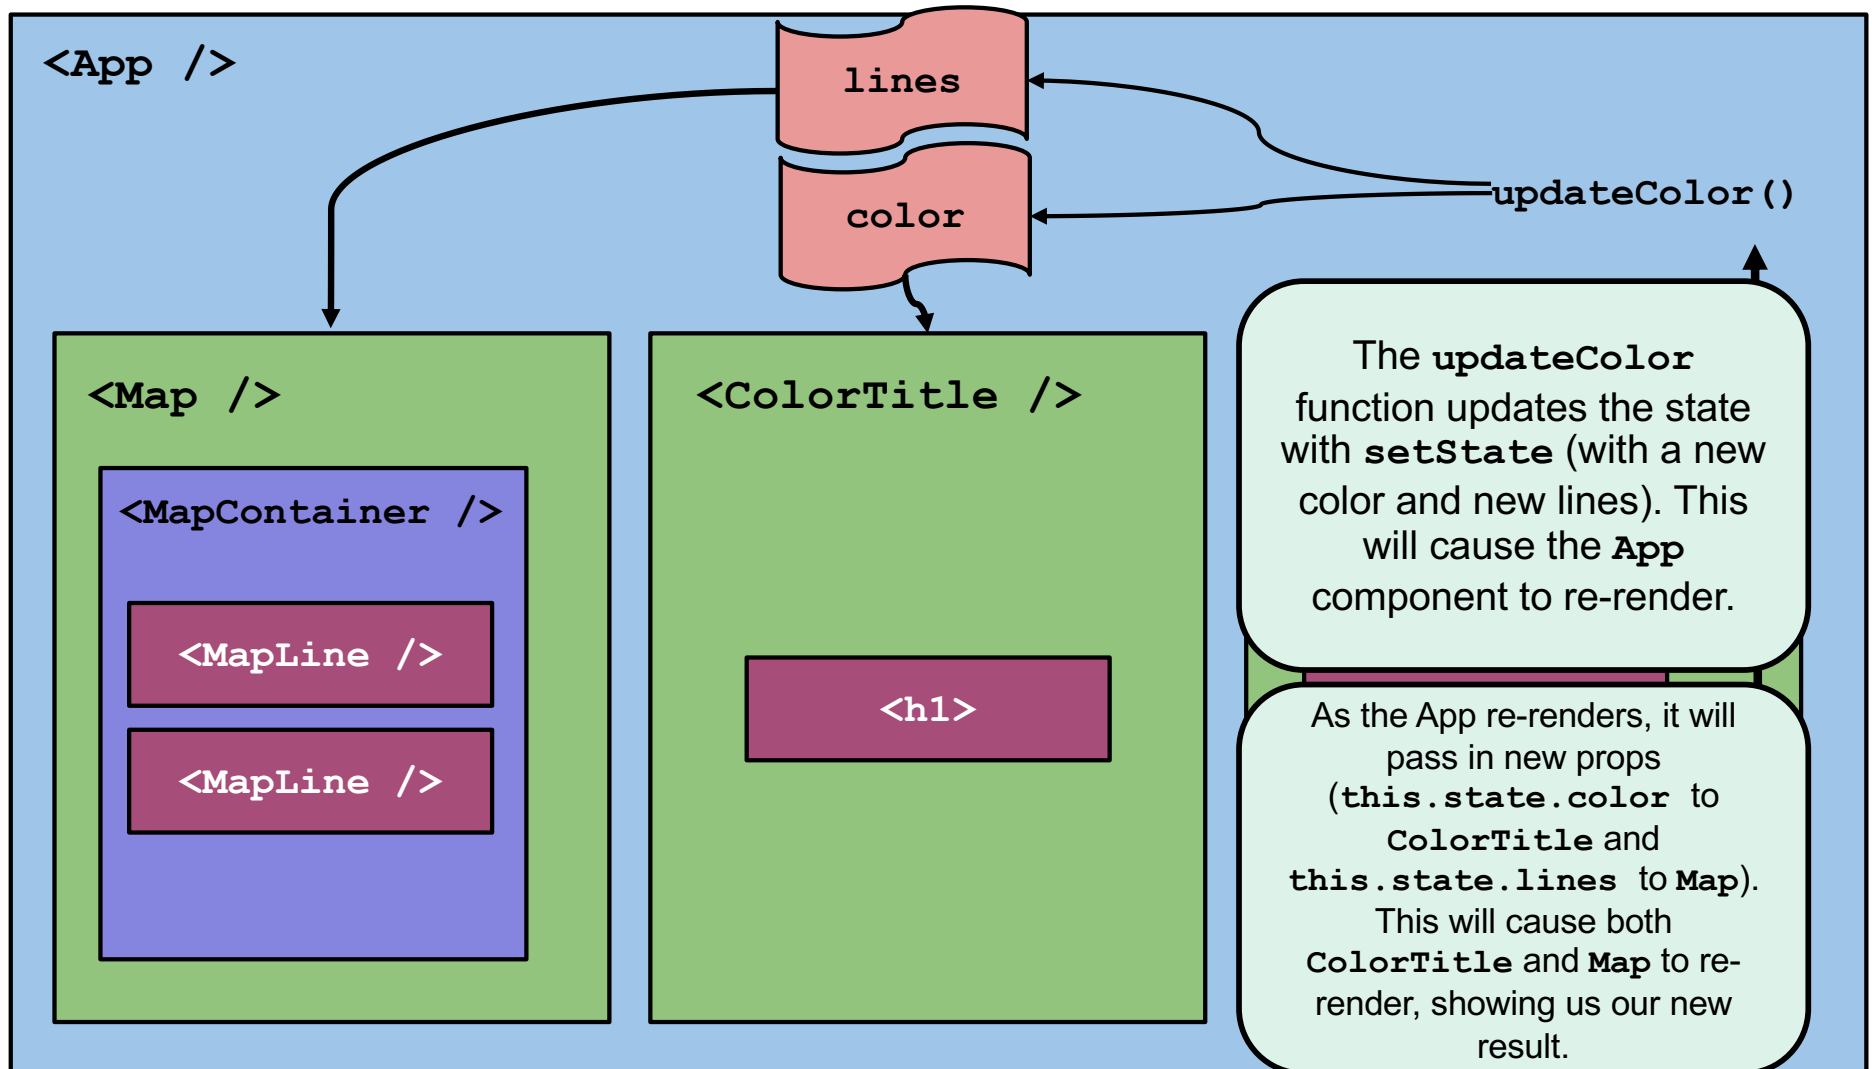 <App />
lines
color
updateColor()
<Map />
<MapContainer />
<MapLine />
<MapLine />
<ColorTitle />
<h1>
The updateColor
function updates the state
with setState (with a new
color and new lines). This
will cause the App
component to re-render.
As the App re-renders, it will
pass in new props
(this.state.color to
ColorTitle and
this.state.lines to Map).
This will cause both
ColorTitle and Map to re-
render, showing us our new
result.